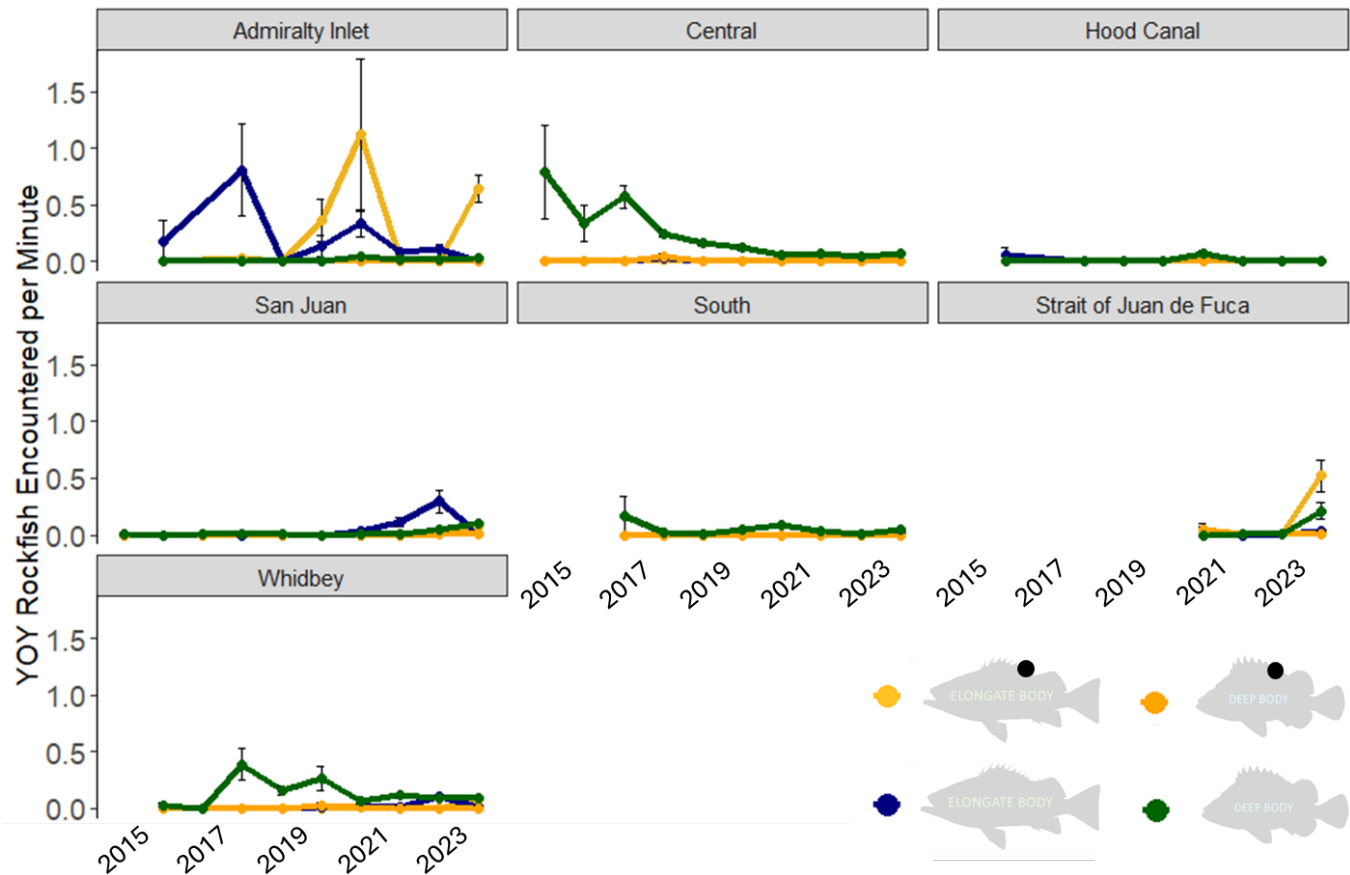 Admiralty Inlet
Central
Hood Canal
YOY Rockfish Encountered per Minute
1.5
1.0
0.5
0.0
San Juan
South
Strait of Juan de Fuca
1.5
1.0
0.5
0.0
2015 2017 2019 2021 2023
2015 2017 2019 2021 2023
Whidbey
1.5
1.0
0.5
0.0
2015 2017 2019 2021 2023
ELONGATE BODY
DEEP BODY
ELONGATE BODY
DEEP BODY